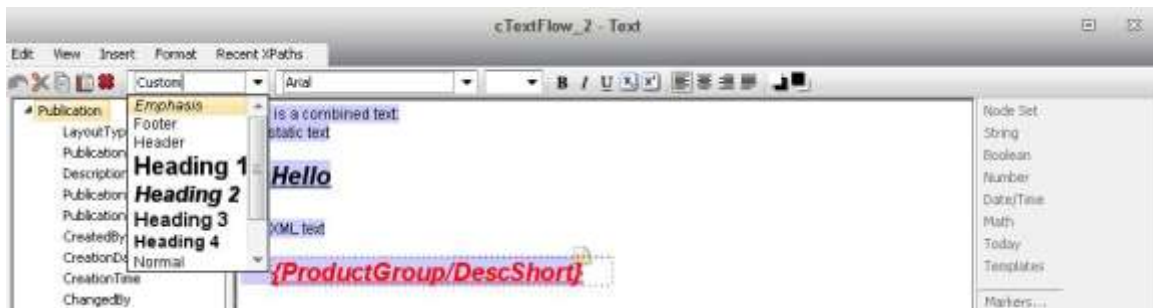 cTextFlow_2 - Text
Edit View Insert Format Recent XPaths
Custom Arial B I U
Publication
LayoutTyp
Publication
Description
Publication
Publication
CreatedBy
CreationDa
CreationTime
ChangedBy
Emphasis
Footer
Header
Heading 1
Heading 2
Heading 3
Heading 4
Normal
is a combined text:
static text
Hello
XML text
{ProductGroup/DescShort}
Node Set
String
Boolean
Number
Date/Time
Math
Today
Templates
Markers...